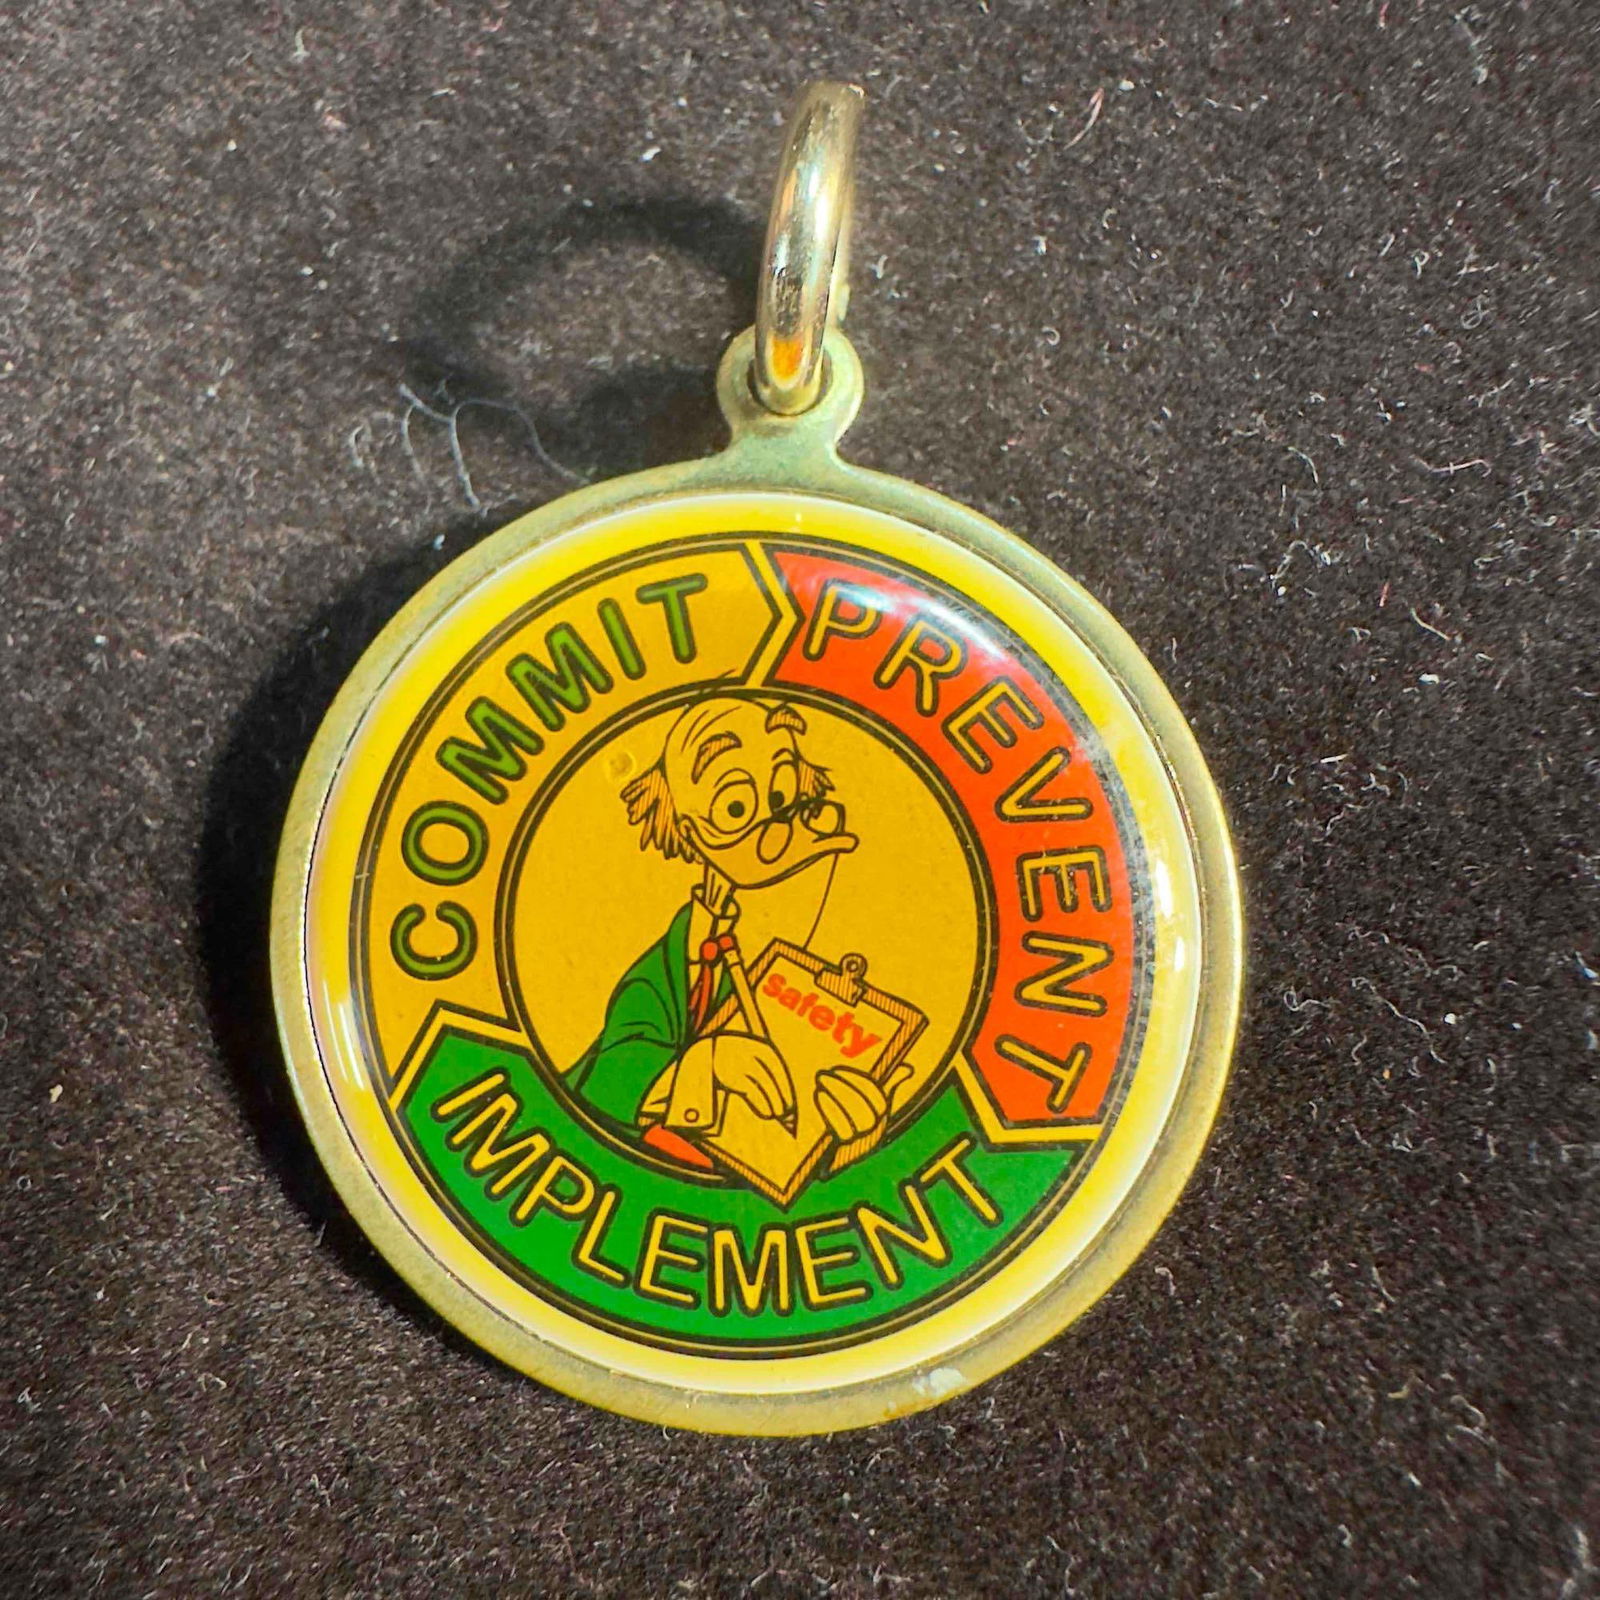 COMMIT
PREVENT
IMPLEMENT
safety